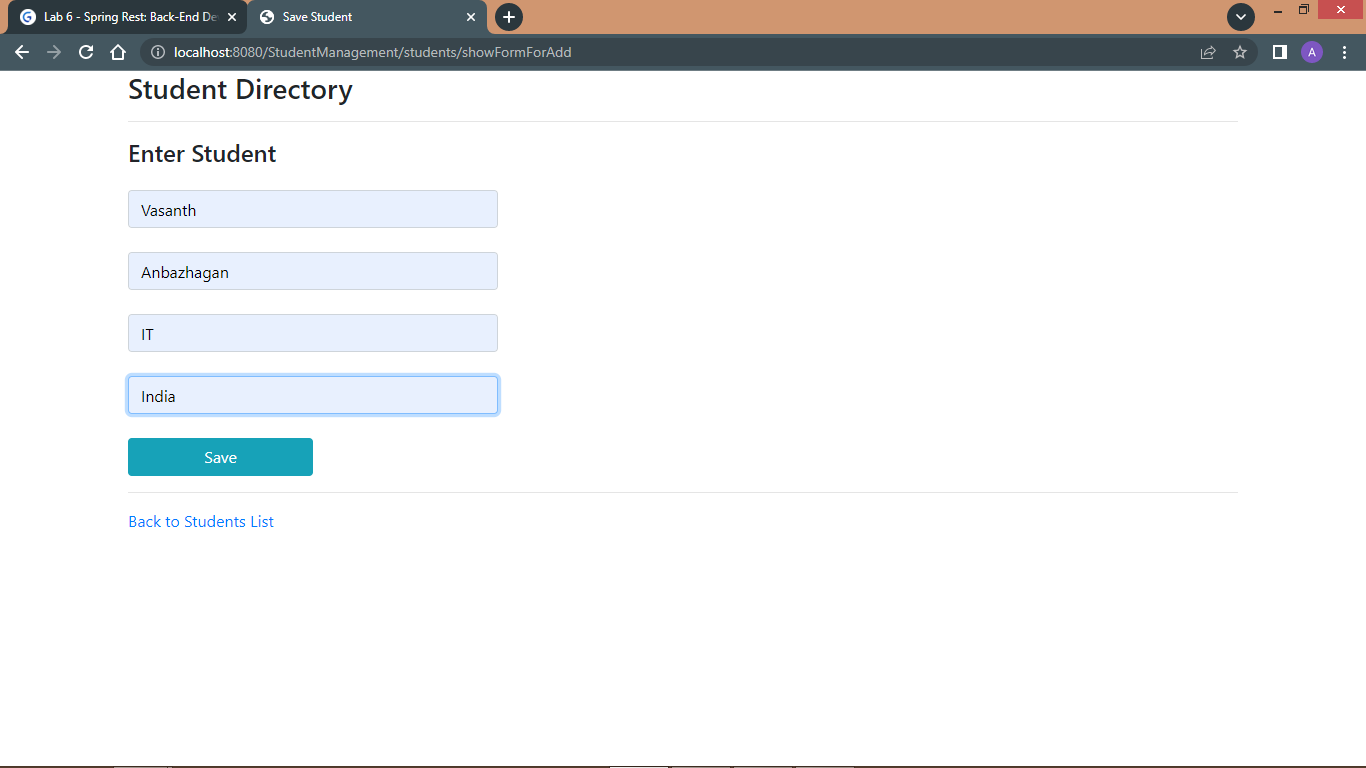 Lab 6 - Spring Rest: Back-End De
Save Student
localhost:8080/StudentManagement/students/showFormForAdd
A
Student Directory
Enter Student
Vasanth
Anbazhagan
IT
India
Save
Back to Students List